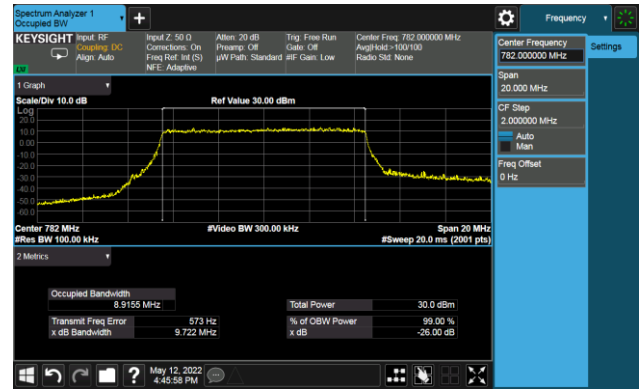 Spectrum Analyzer 1
Occupied BW
+
Frequency
KEYSIGHT
Input: RF
Coupling: DC
Align: Auto
Input Z: 50 Ω
Corrections: On
Freq Ref: Int (S)
NFE: Adaptive
Atten: 20 dB
Preamp: Off
µW Path: Standard
Trig: Free Run
Gate: Off
#IF Gain: Low
Center Freq: 782.000000 MHz
Avg|Hold:>100/100
Radio Std: None
Center Frequency
782.000000 MHz
Settings
Span
20.000 MHz
CF Step
2.000000 MHz
Auto
Man
Freq Offset
0 Hz
1 Graph
Scale/Div 10.0 dB
Ref Value 30.00 dBm
Log
20.0
10.0
0.00
-10.0
-20.0
-30.0
-40.0
-50.0
-60.0
Center 782 MHz
#Video BW 300.00 kHz
Span 20 MHz
#Res BW 100.00 kHz
#Sweep 20.0 ms (2001 pts)
2 Metrics
Occupied Bandwidth
8.9155 MHz
Total Power 30.0 dBm
Transmit Freq Error 573 Hz
% of OBW Power 99.00 %
x dB Bandwidth 9.722 MHz
x dB -26.00 dB
?
May 12, 2022
4:45:58 PM